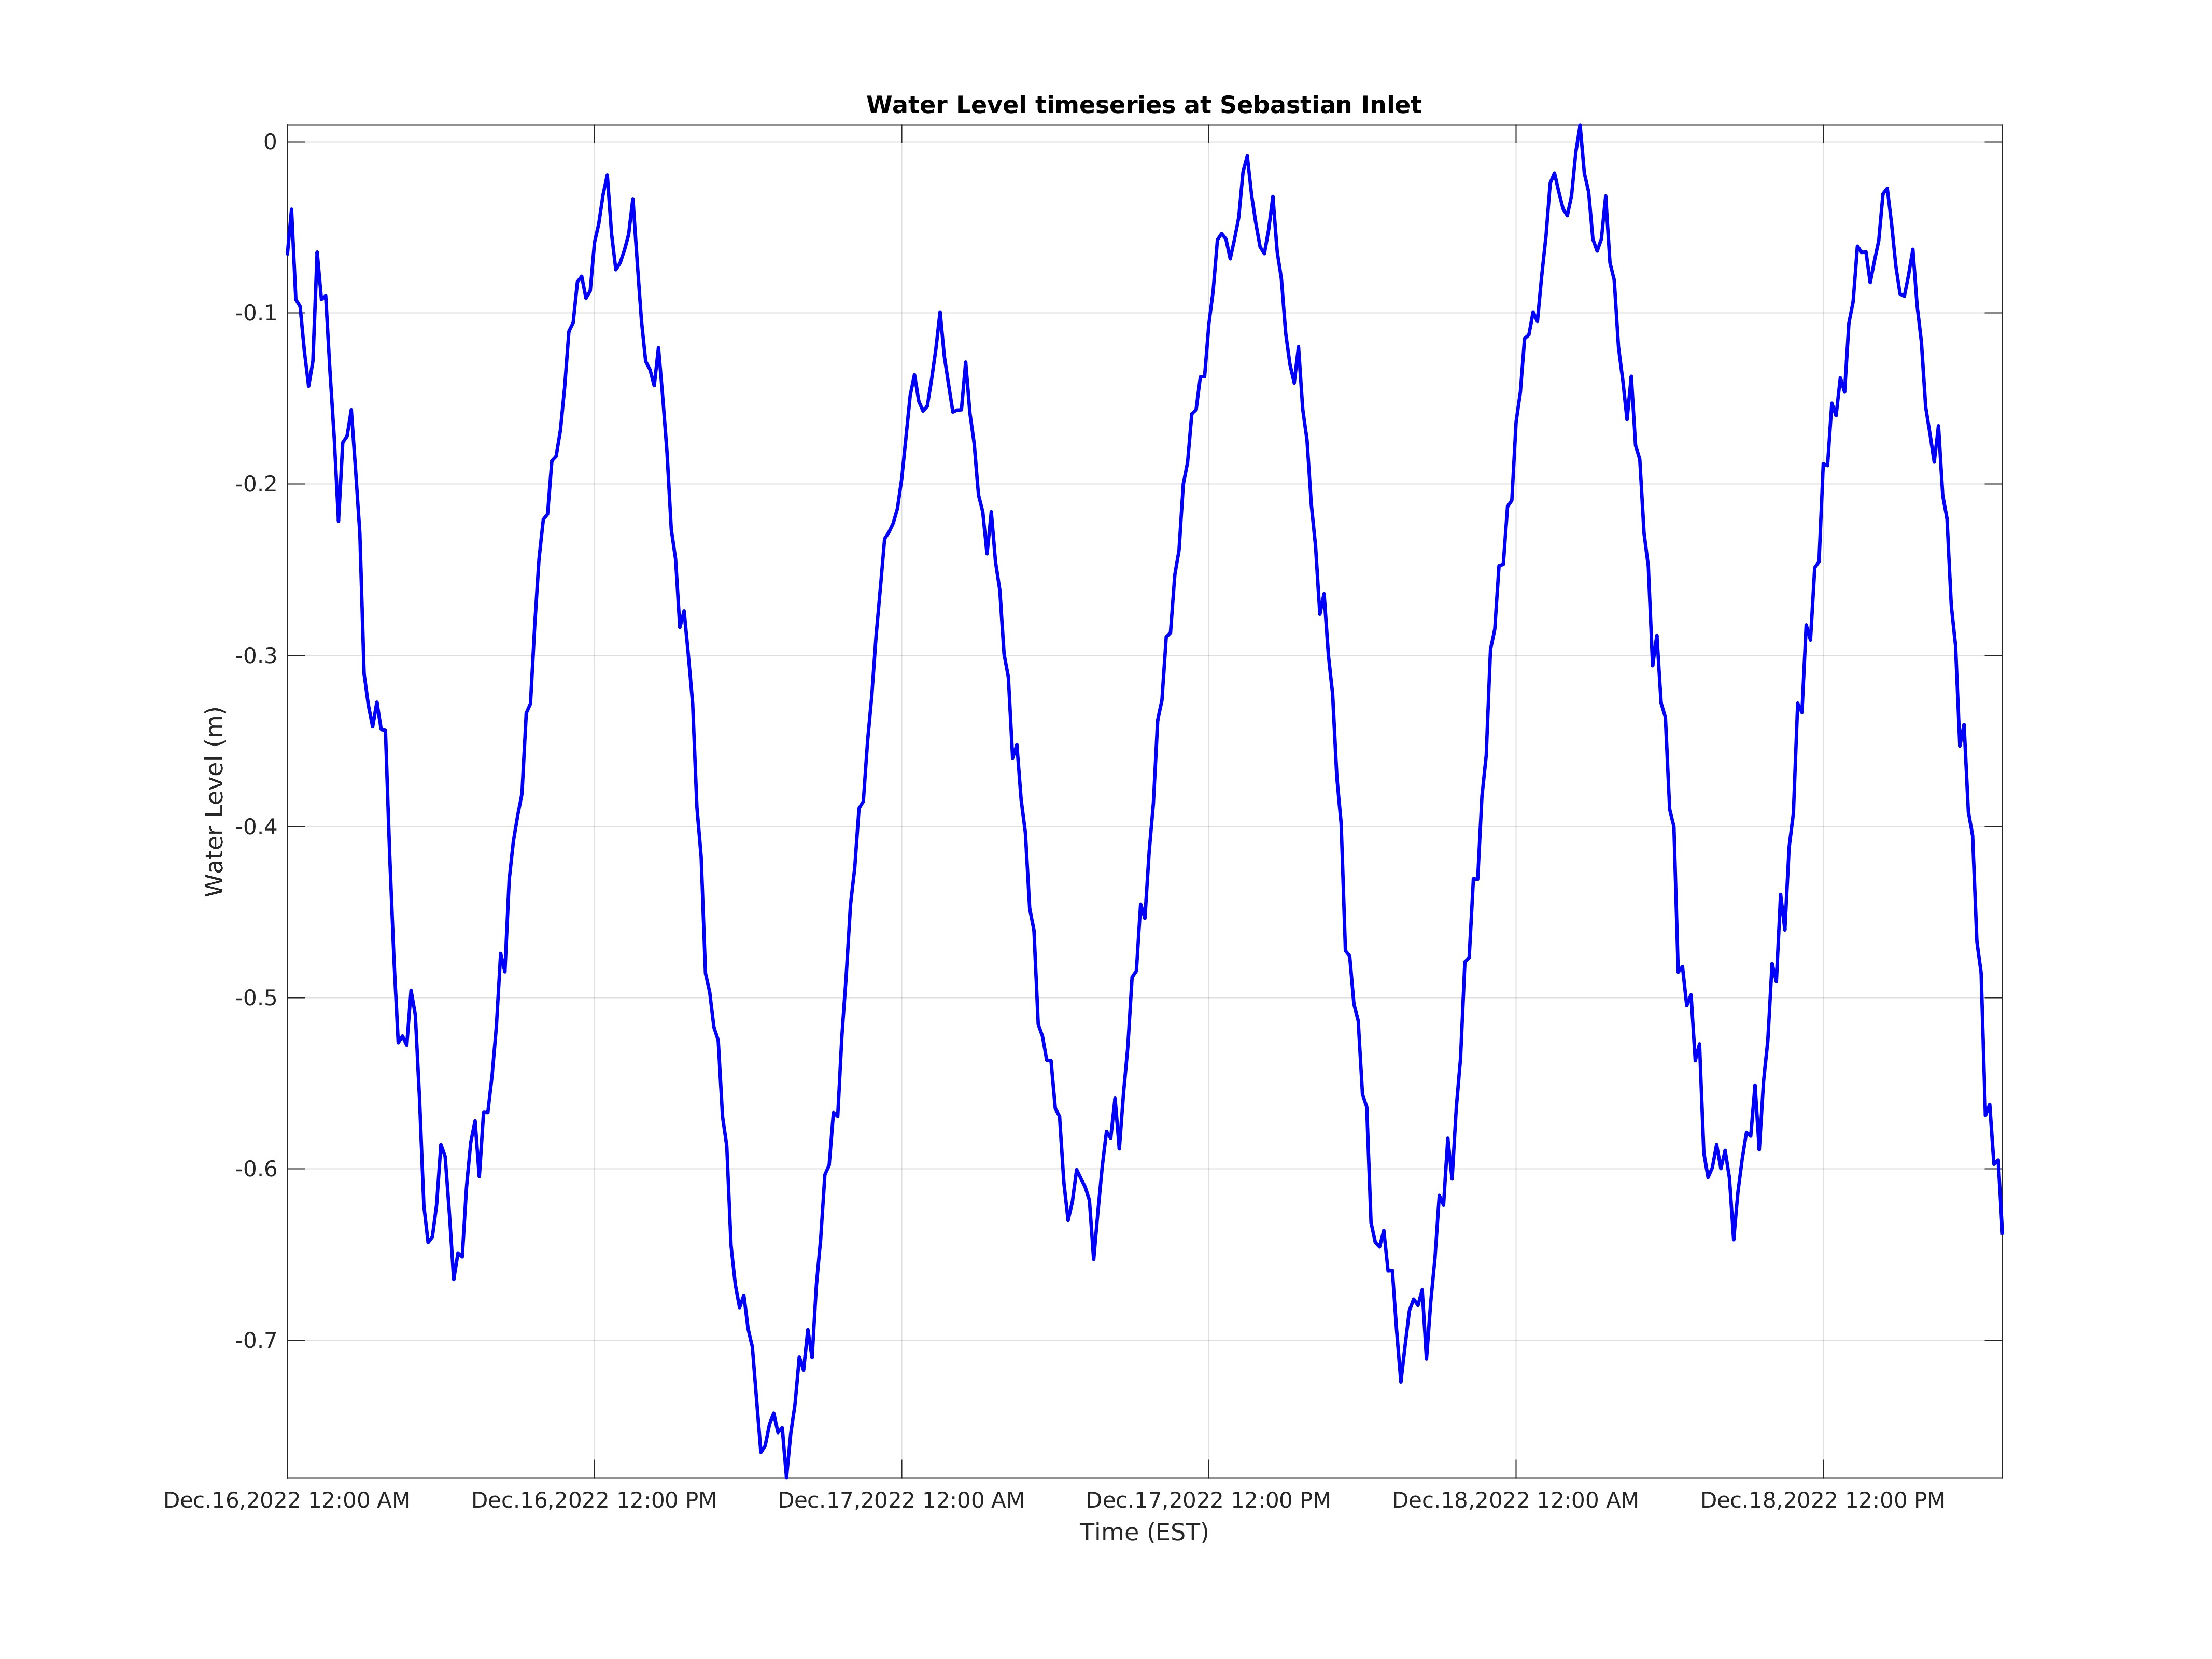 Water Level timeseries at Sebastian Inlet
0
-0.1
-0.2
-0.3
-0.4
-0.5
-0.6
-0.7
Water Level (m)
Dec.16,2022 12:00 AM
Dec.16,2022 12:00 PM
Dec.17,2022 12:00 AM
Dec.17,2022 12:00 PM
Dec.18,2022 12:00 AM
Dec.18,2022 12:00 PM
Time (EST)